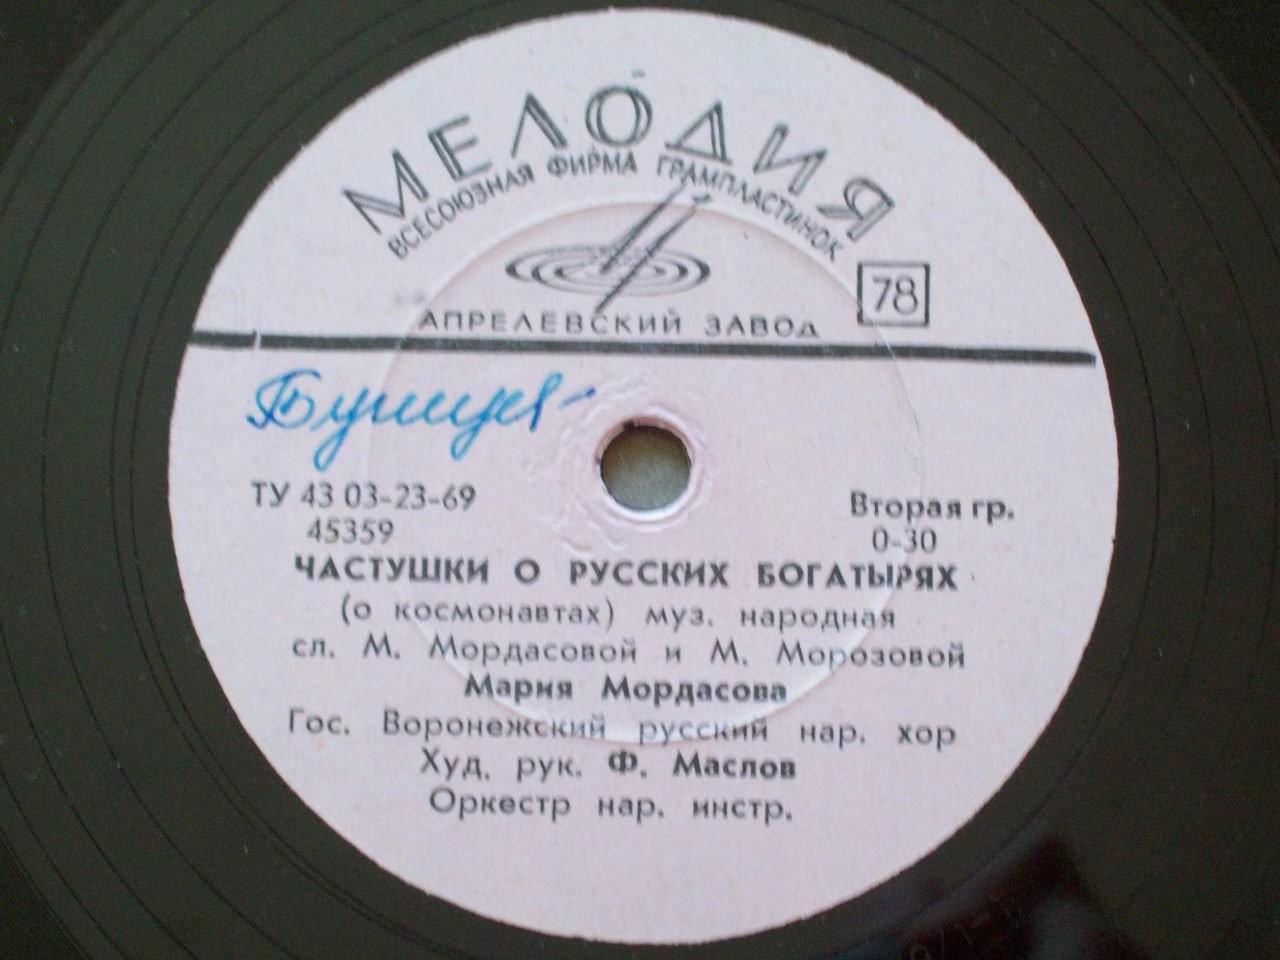 МЕЛОДИЯ
ВСЕСОЮЗНАЯ ФИРМА ГРАМПЛАСТИНОК
78
АПРЕЛЕВСКИЙ ЗАВОД
ТУ 43 03-23-69
Вторая гр.
45359
0-30
ЧАСТУШКИ О РУССКИХ БОГАТЫРЯХ
(о космонавтах) муз. народная
сл. М. Мордасовой и М. Морозовой
Мария Мордасова
Гос. Воронежский русский нар. хор
Худ. рук. Ф. Маслов
Оркестр нар. инстр.